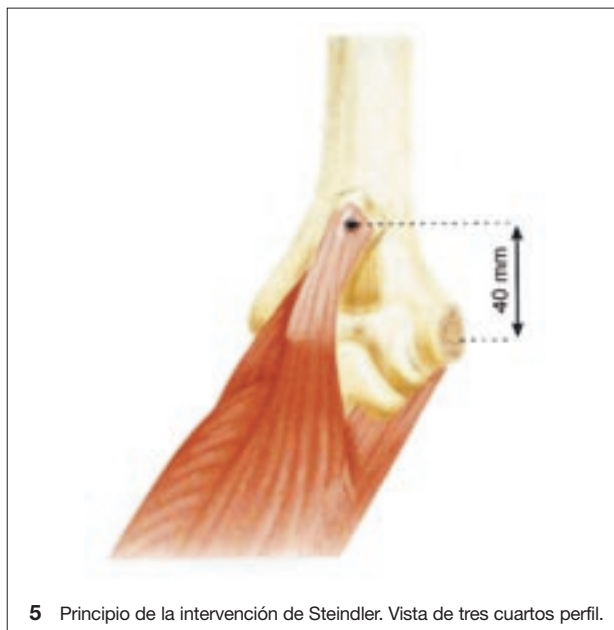 40 mm
5 Principio de la intervención de Steindler. Vista de tres cuartos perfil.